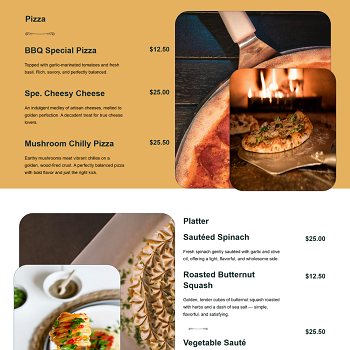 Pizza
BBQ Special Pizza $12.50
Topped with garlic-marinated tomatoes and fresh
basil. Rich, savory, and perfectly balanced.
Spe. Cheesy Cheese $25.00
An indulgent medley of artisan cheeses, melted to
golden perfection. A decadent treat for true cheese
lovers.
Mushroom Chilly Pizza $25.50
Earthy mushrooms meet vibrant chilies on a
golden, wood-fired crust. A perfectly balanced pizza
with bold flavor and just the right kick.
Platter
Sautéed Spinach $25.00
Fresh spinach gently sautéed with garlic and olive
oil, offering a light, flavorful, and wholesome side.
Roasted Butternut $12.50
Squash
Golden, tender cubes of butternut squash roasted
with herbs and a dash of sea salt — simple,
flavorful, and satisfying.
$25.50
Vegetable Sauté